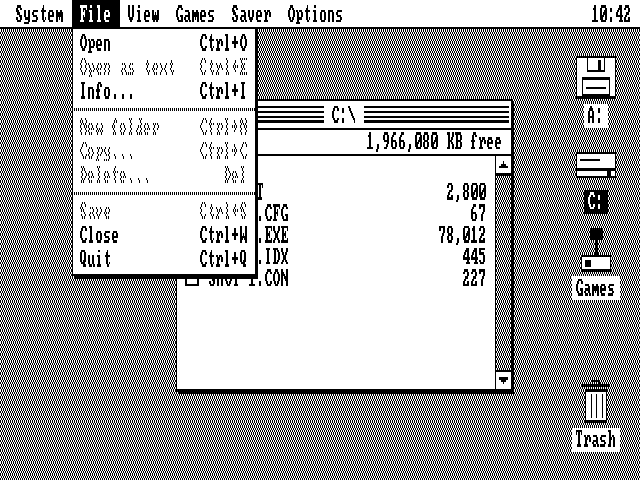 System File View Games Saver Options 10:42
Open Ctrl+O
Open as text Ctrl+E
Info... Ctrl+I
New folder Ctrl+N
Copy... Ctrl+C
Delete... Del
Save Ctrl+S
Close Ctrl+W
Quit Ctrl+Q
C:\
1,966,080 KB free
T 2,800
.CFG 67
.EXE 78,012
.IDX 445
.CON 227
A:
C:
Games
Trash